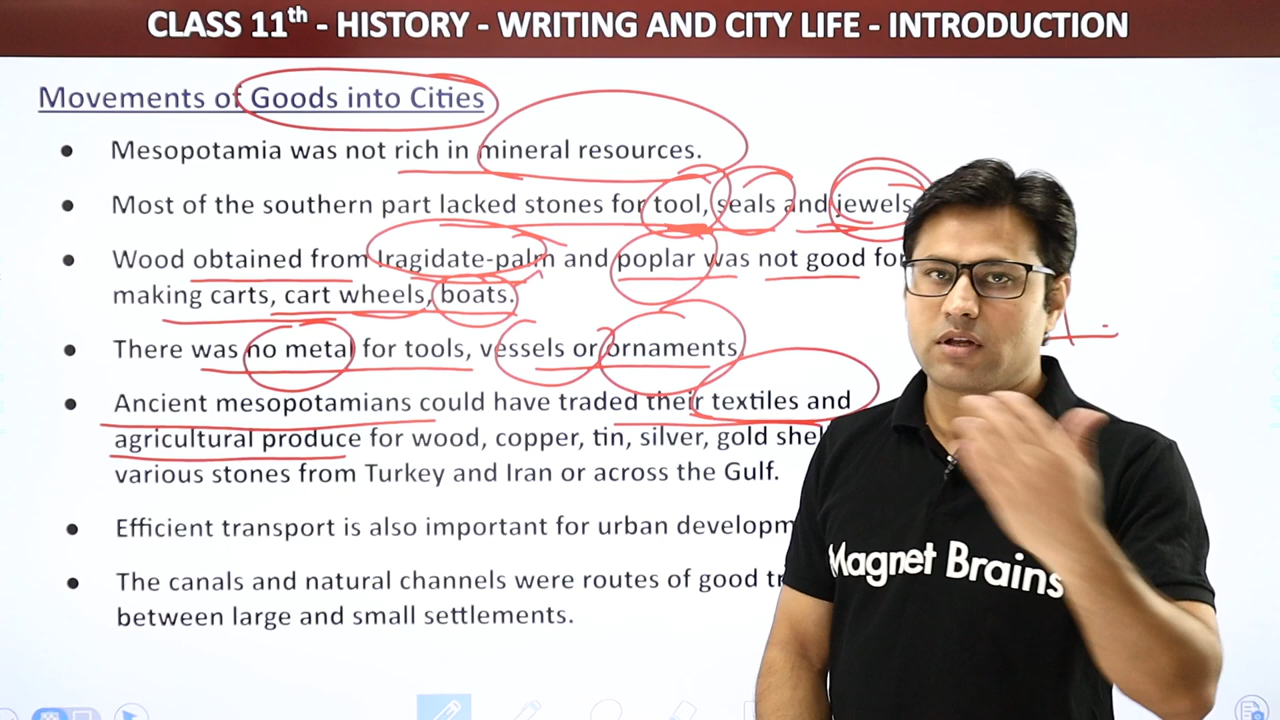 CLASS 11th - HISTORY - WRITING AND CITY LIFE - INTRODUCTION
Movements of Goods into Cities
• Mesopotamia was not rich in mineral resources.
• Most of the southern part lacked stones for tool, seals and jewels
• Wood obtained from Iragidate-palm and poplar was not good for
making carts, cart wheels, boats.
• There was no metal for tools, vessels or ornaments
• Ancient mesopotamians could have traded their textiles and
agricultural produce for wood, copper, tin, silver, gold
various stones from Turkey and Iran or across the Gulf.
• Efficient transport is also important for urban
• The canals and natural channels were routes of good
between large and small settlements.
Magnet Brains